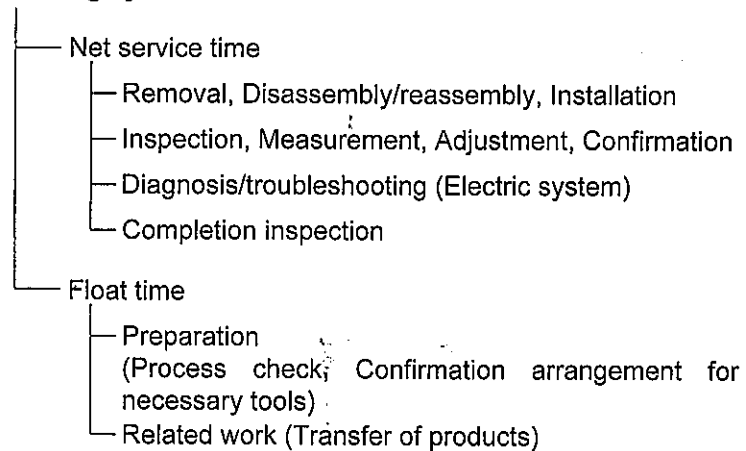 Net service time
Removal, Disassembly/reassembly, Installation
Inspection, Measurement, Adjustment, Confirmation
Diagnosis/troubleshooting (Electric system)
Completion inspection
Float time
Preparation
(Process check, Confirmation arrangement for
necessary tools)
Related work (Transfer of products)